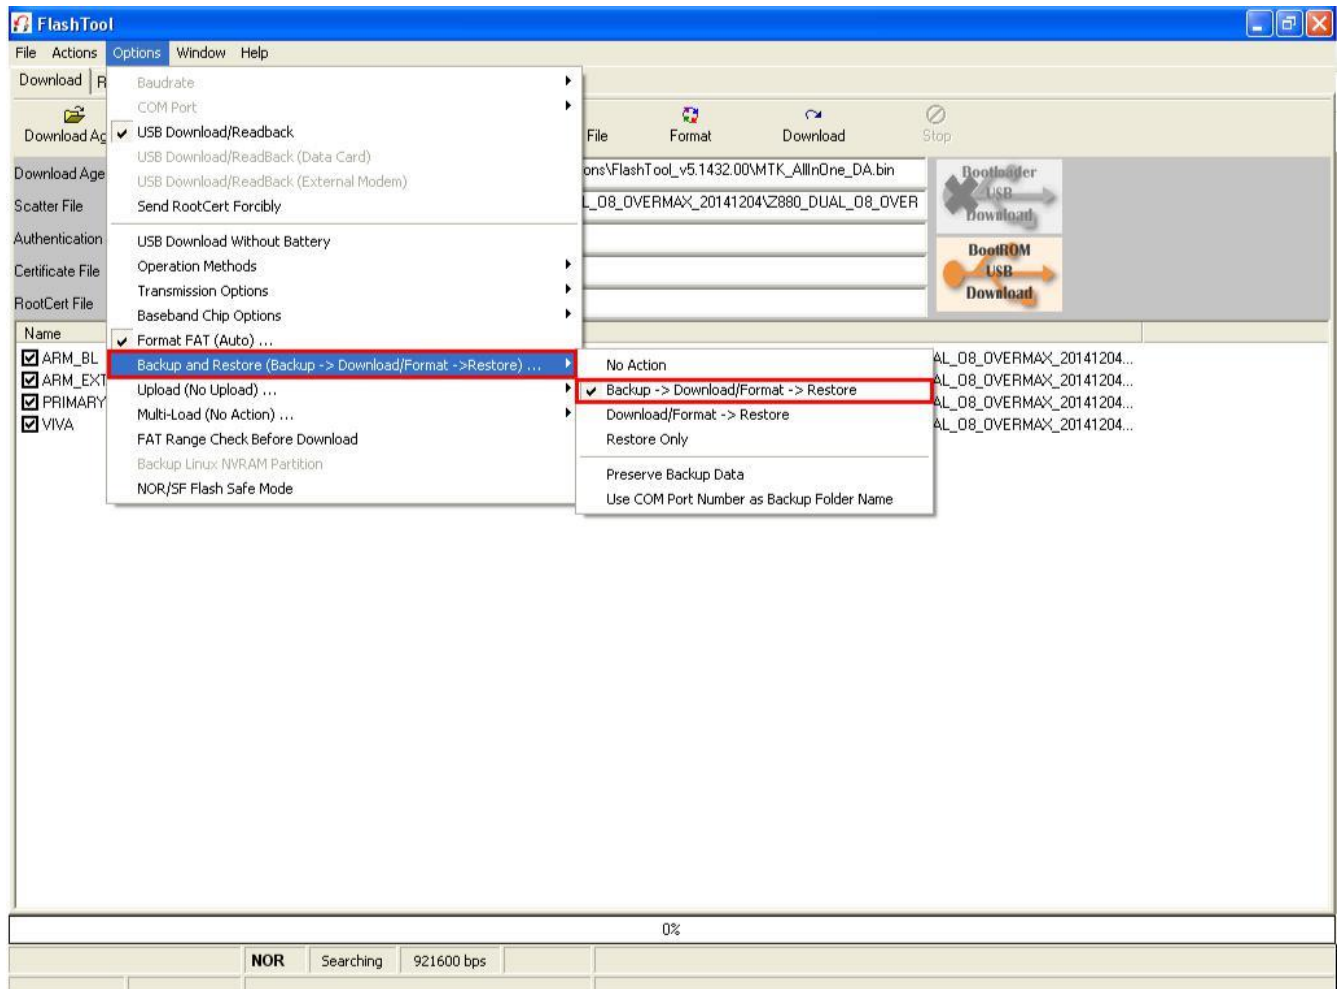 FlashTool
File Actions Options Window Help
Download R
Baudrate
COM Port
USB Download/Readback
USB Download/ReadBack (Data Card)
USB Download/ReadBack (External Modem)
Send RootCert Forcibly
USB Download Without Battery
Operation Methods
Transmission Options
Baseband Chip Options
Format FAT (Auto) ...
Backup and Restore (Backup -> Download/Format ->Restore) ...
Upload (No Upload) ...
Multi-Load (No Action) ...
FAT Range Check Before Download
Backup Linux NVRAM Partition
NOR/SF Flash Safe Mode
No Action
Backup -> Download/Format -> Restore
Download/Format -> Restore
Restore Only
Preserve Backup Data
Use COM Port Number as Backup Folder Name
Download Ag File Format Download Stop
Download Age ons\FlashTool_v5.1432.00\MTK_AllInOne_DA.bin
Scatter File L_08_OVERMAX_20141204\Z880_DUAL_08_OVER
Authentication
Certificate File
RootCert File
Bootloader
USB
Download
BootROM
USB
Download
Name
ARM_BL AL_08_OVERMAX_20141204...
ARM_EXT AL_08_OVERMAX_20141204...
PRIMARY AL_08_OVERMAX_20141204...
VIVA AL_08_OVERMAX_20141204...
0%
NOR Searching 921600 bps